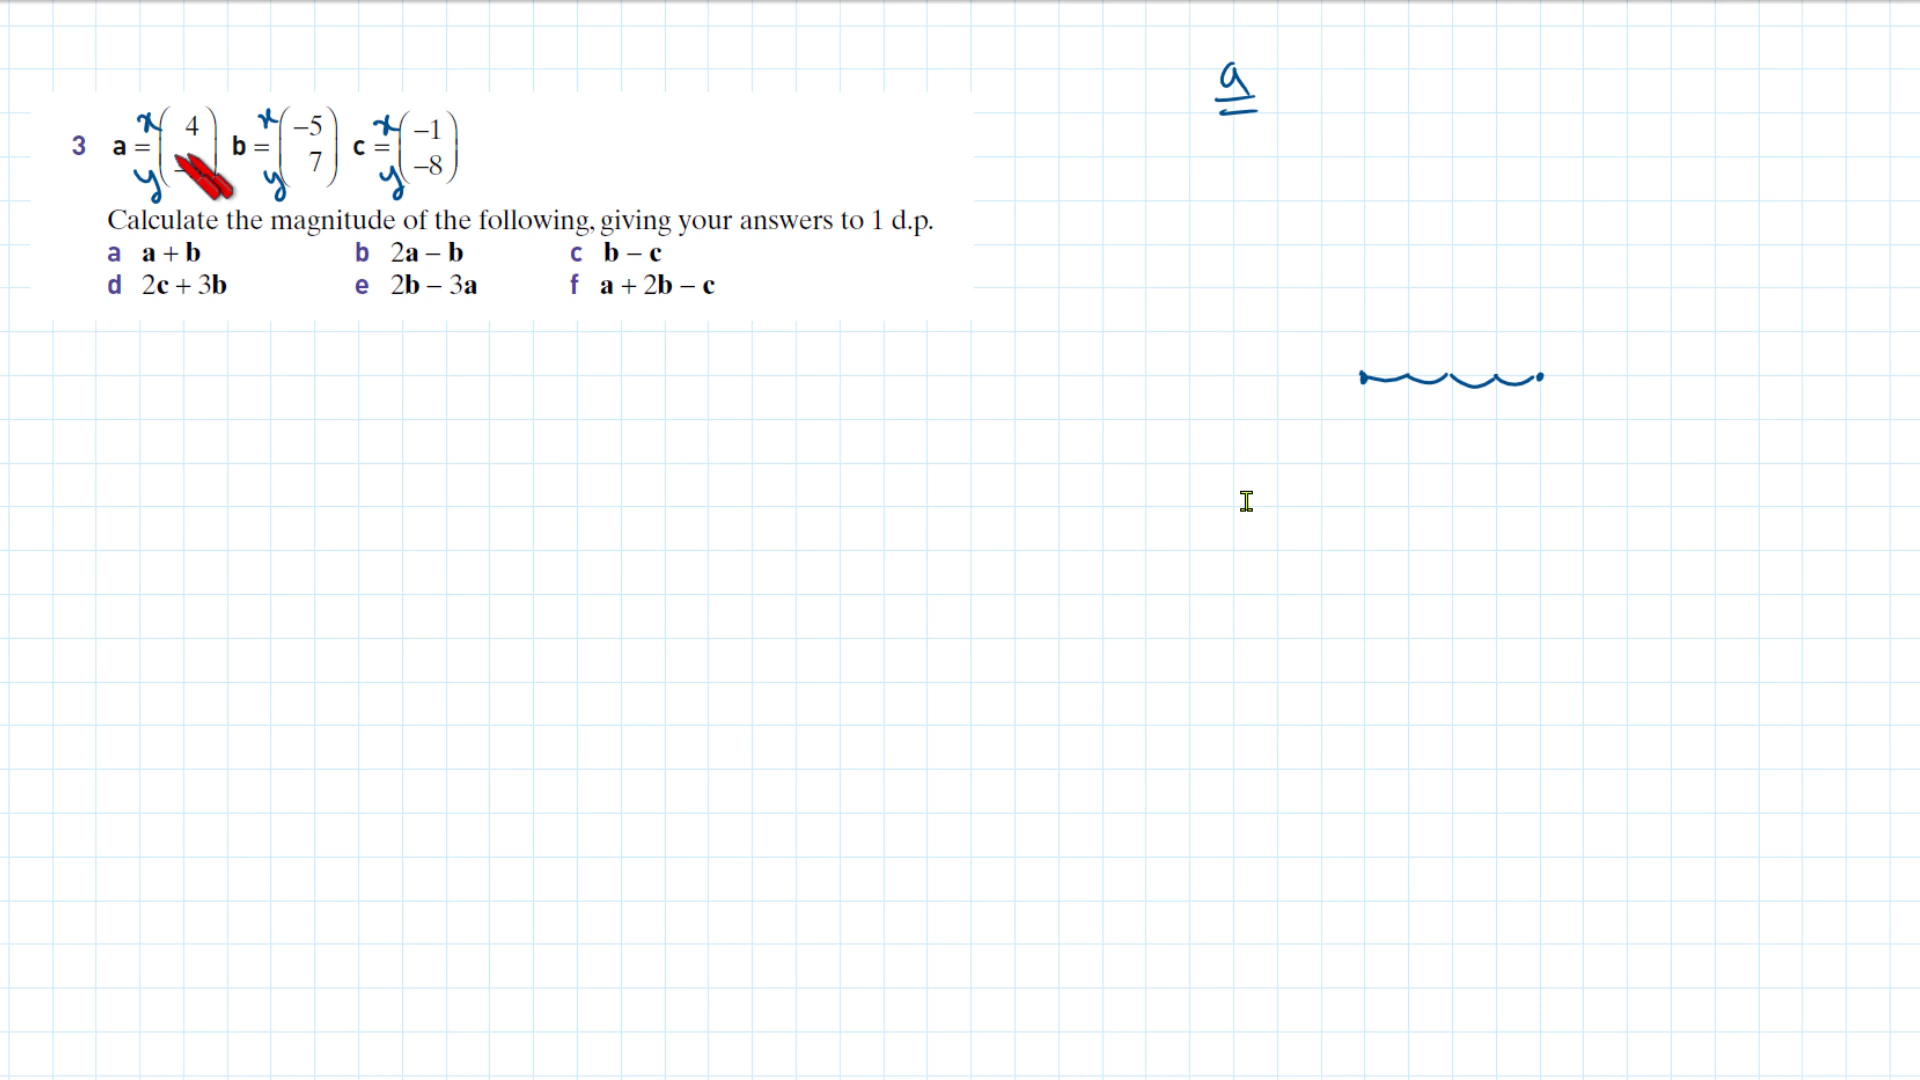 a
3 a = x ( 4 y – ) b = x ( –5 y 7 ) c = x ( –1 y –8 )
Calculate the magnitude of the following, giving your answers to 1 d.p.
a a + b b 2a – b c b – c
d 2c + 3b e 2b – 3a f a + 2b – c